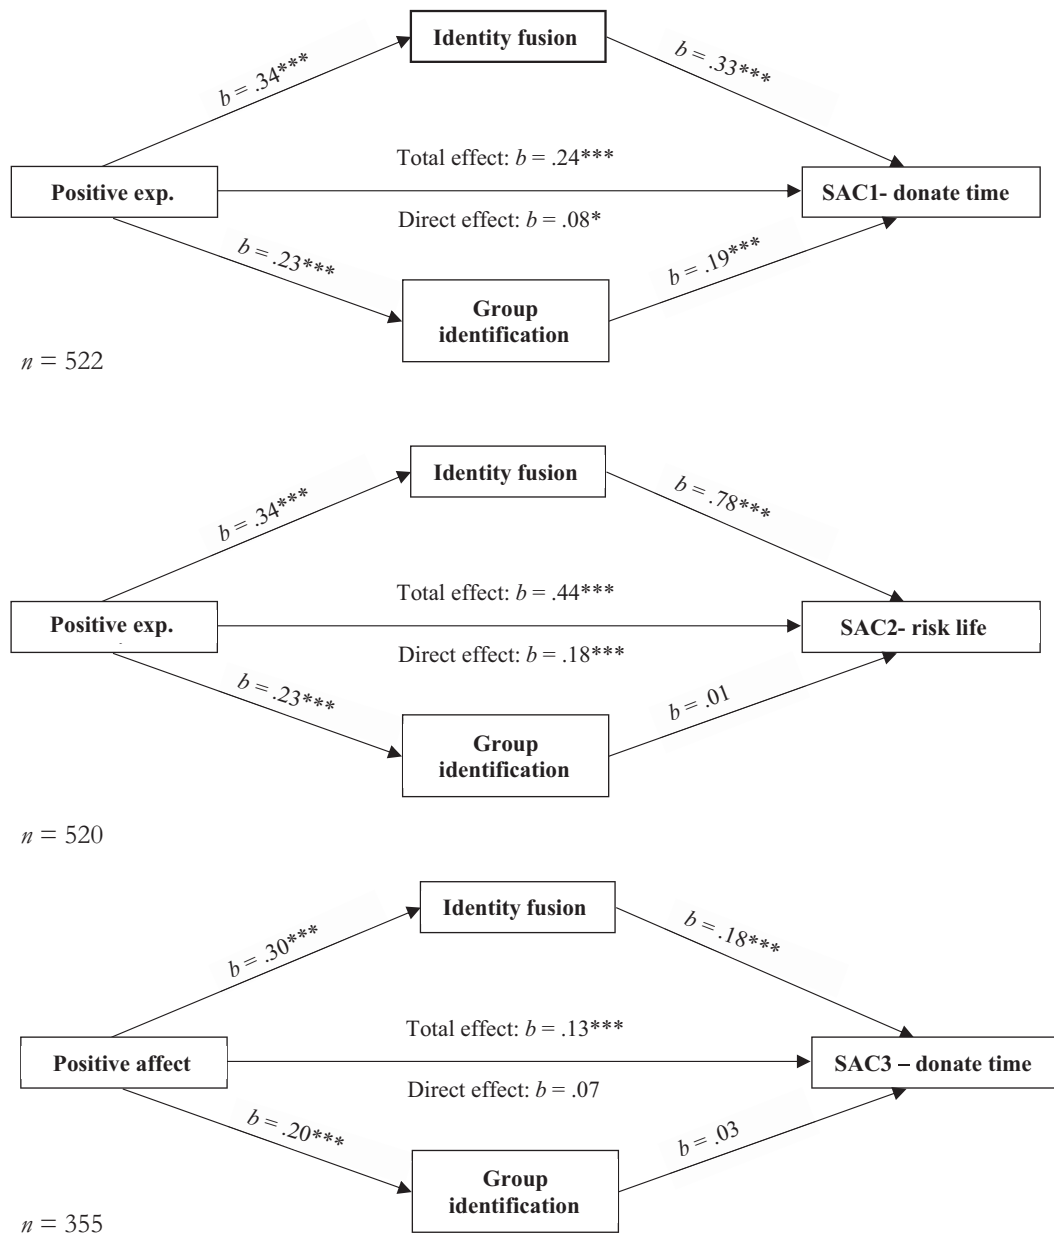 Identity fusion
b = .34***
b = .33***
Total effect: b = .24***
Positive exp.
SAC1- donate time
Direct effect: b = .08*
b = .23***
b = .19***
Group
identification
n = 522
Identity fusion
b = .34***
b = .78***
Total effect: b = .44***
Positive exp.
SAC2- risk life
Direct effect: b = .18***
b = .23***
b = .01
Group
identification
n = 520
Identity fusion
b = .30***
b = .18***
Total effect: b = .13***
Positive affect
SAC3 – donate time
Direct effect: b = .07
b = .20***
b = .03
Group
identification
n = 355